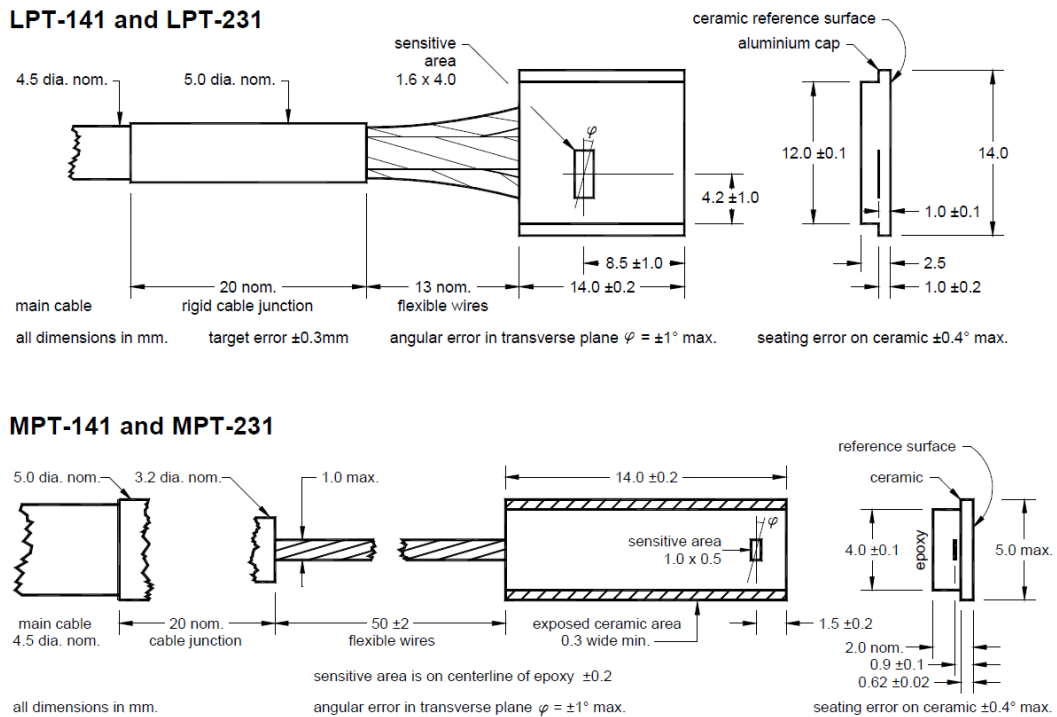 LPT-141 and LPT-231
ceramic reference surface
aluminium cap
sensitive
area
1.6 x 4.0
4.5 dia. nom.
5.0 dia. nom.
φ
12.0 ±0.1
14.0
4.2 ±1.0
1.0 ±0.1
8.5 ±1.0
2.5
20 nom.
13 nom.
14.0 ±0.2
1.0 ±0.2
main cable
rigid cable junction
flexible wires
all dimensions in mm.
target error ±0.3mm
angular error in transverse plane φ = ±1° max.
seating error on ceramic ±0.4° max.
MPT-141 and MPT-231
reference surface
5.0 dia. nom.
3.2 dia. nom.
1.0 max.
14.0 ±0.2
ceramic
φ
sensitive area
1.0 x 0.5
4.0 ±0.1
epoxy
5.0 max.
main cable
4.5 dia. nom.
20 nom.
cable junction
50 ±2
flexible wires
exposed ceramic area
0.3 wide min.
1.5 ±0.2
2.0 nom.
0.9 ±0.1
0.62 ±0.02
sensitive area is on centerline of epoxy ±0.2
all dimensions in mm.
angular error in transverse plane φ = ±1° max.
seating error on ceramic ±0.4° max.